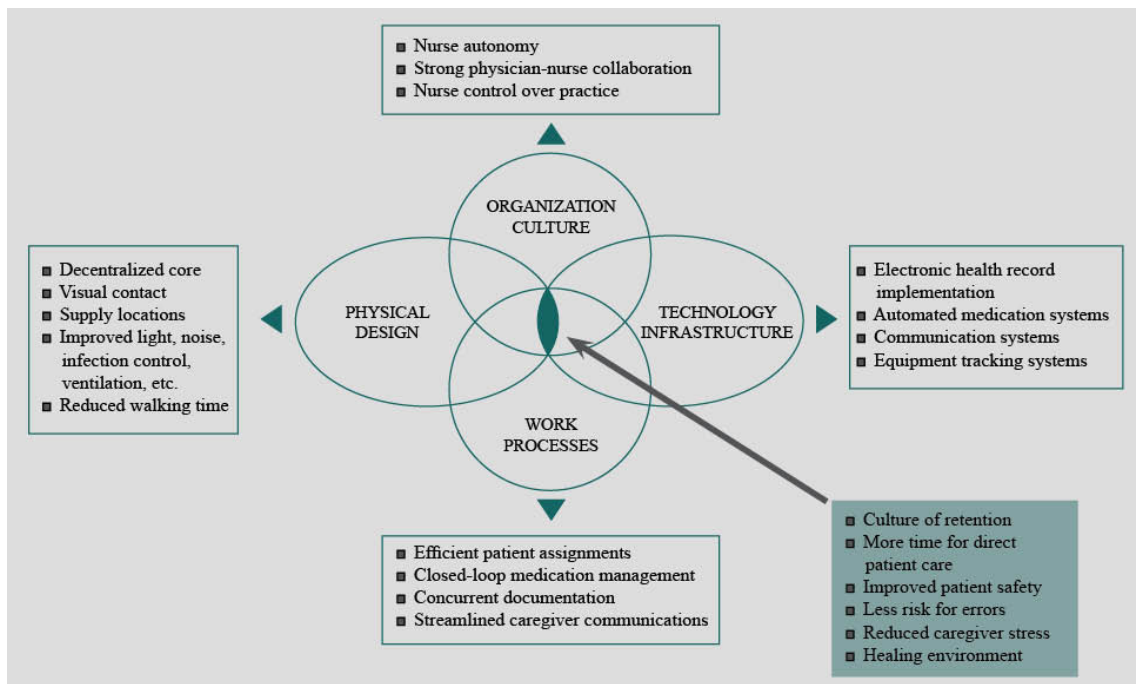 ■ Nurse autonomy
■ Strong physician-nurse collaboration
■ Nurse control over practice
ORGANIZATION
CULTURE
■ Decentralized core
■ Visual contact
■ Supply locations
■ Improved light, noise,
infection control,
ventilation, etc.
■ Reduced walking time
PHYSICAL
DESIGN
TECHNOLOGY
INFRASTRUCTURE
■ Electronic health record
implementation
■ Automated medication systems
■ Communication systems
■ Equipment tracking systems
WORK
PROCESSES
■ Efficient patient assignments
■ Closed-loop medication management
■ Concurrent documentation
■ Streamlined caregiver communications
■ Culture of retention
■ More time for direct
patient care
■ Improved patient safety
■ Less risk for errors
■ Reduced caregiver stress
■ Healing environment